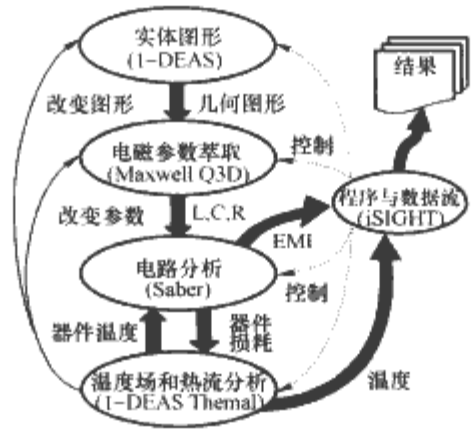 实体图形
(1-DEAS)
结果
改变图形
几何图形
控制
电磁参数萃取
(Maxwell Q3D)
程序与数据流
(iSIGHT)
改变参数
L,C,R
EMI
电路分析
(Saber)
控制
器件温度
器件
损耗
温度场和热流分析
(1-DEAS Themal)
温度